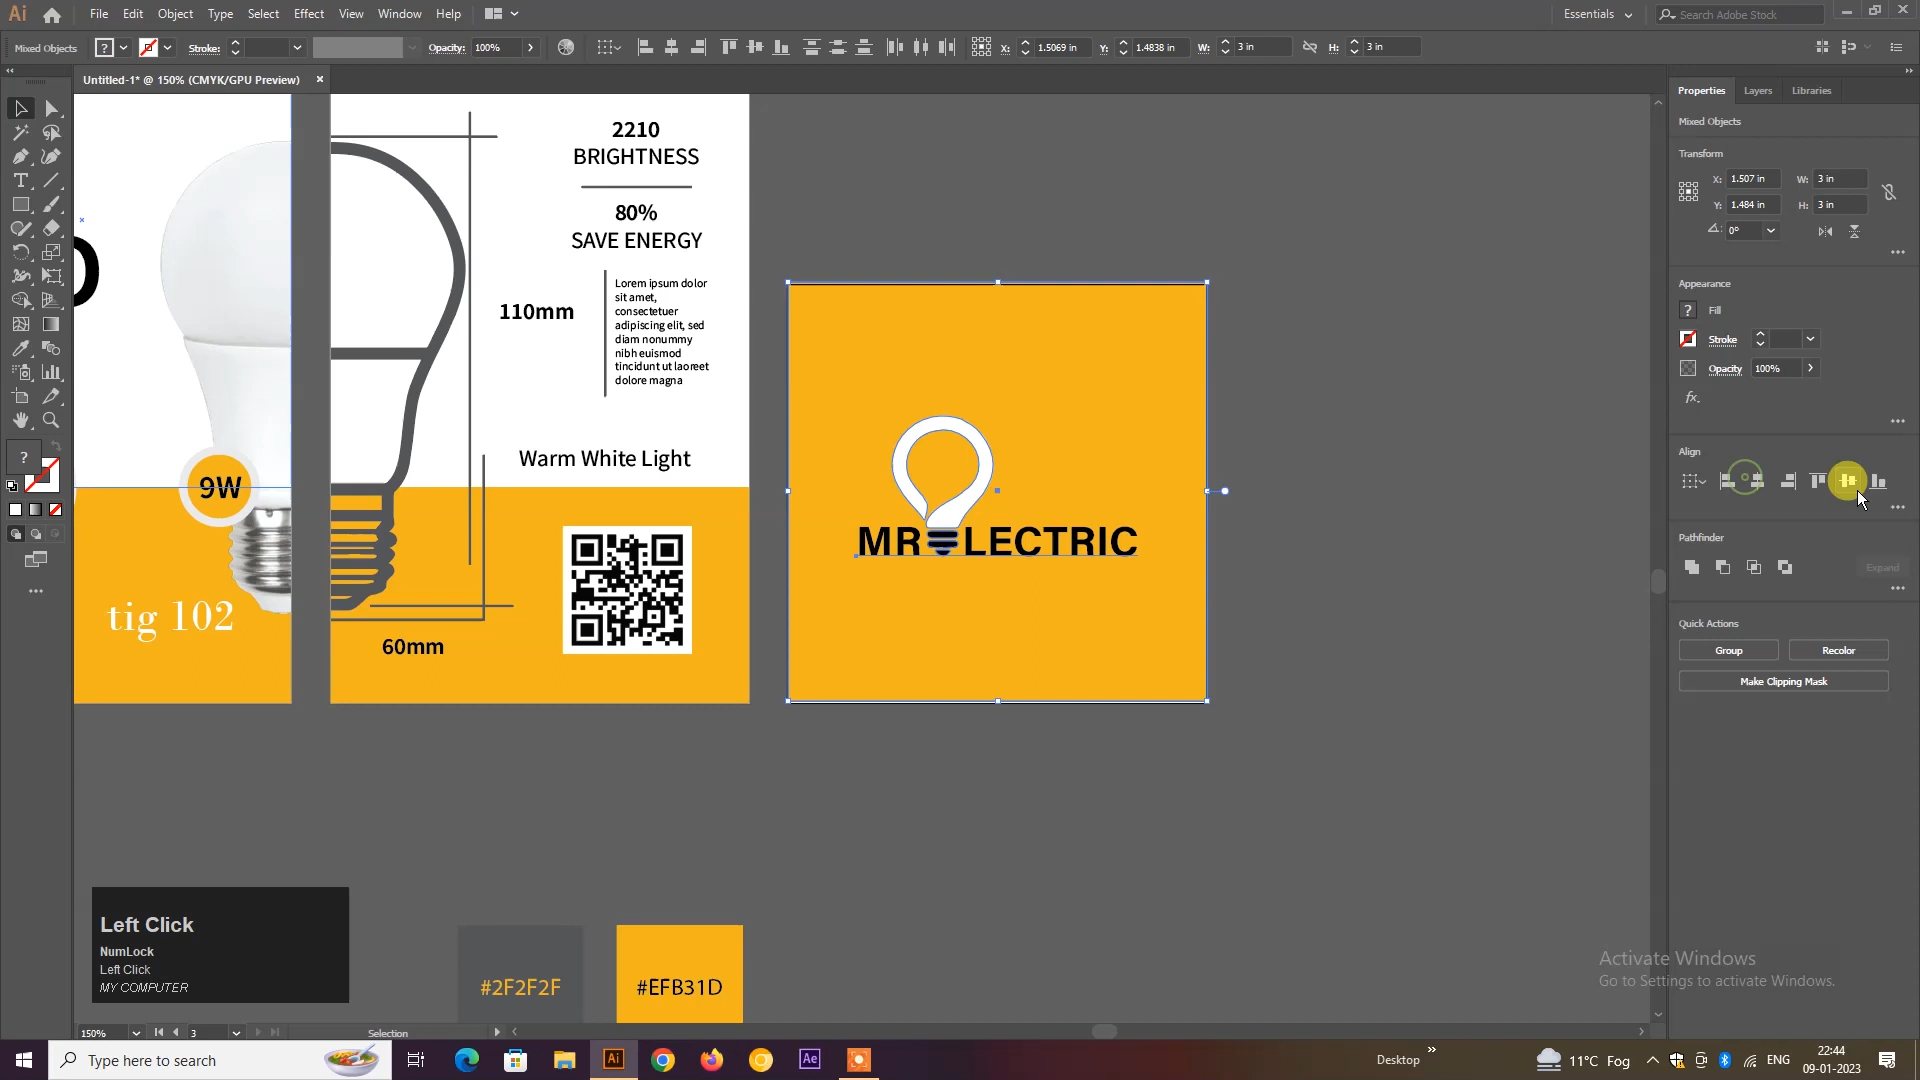 Ai File Edit Object Type Select Effect View Window Help Essentials Search Adobe Stock
Mixed Objects ? Stroke: Opacity: 100% X: 1.5069 in Y: 1.4838 in W: 3 in H: 3 in
Untitled-1* @ 150% (CMYK/GPU Preview) ×
Properties Layers Libraries
Mixed Objects
Transform
X: 1.507 in W: 3 in
Y: 1.484 in H: 3 in
0°
Appearance
? Fill
Stroke
Opacity 100%
fx.
Align
Pathfinder
Expand
Quick Actions
Group Recolor
Make Clipping Mask
T
?
9W
tig 102
2210
BRIGHTNESS
80%
SAVE ENERGY
110mm
Lorem ipsum dolor
sit amet,
consectetuer
adipiscing elit, sed
diam nonummy
nibh euismod
tincidunt ut laoreet
dolore magna
Warm White Light
60mm
MR LECTRIC
Left Click
NumLock
Left Click
MY COMPUTER
#2F2F2F
#EFB31D
Activate Windows
Go to Settings to activate Windows.
150% 3 Selection
Type here to search Ai Ae Desktop 11°C Fog ENG 22:44
09-01-2023